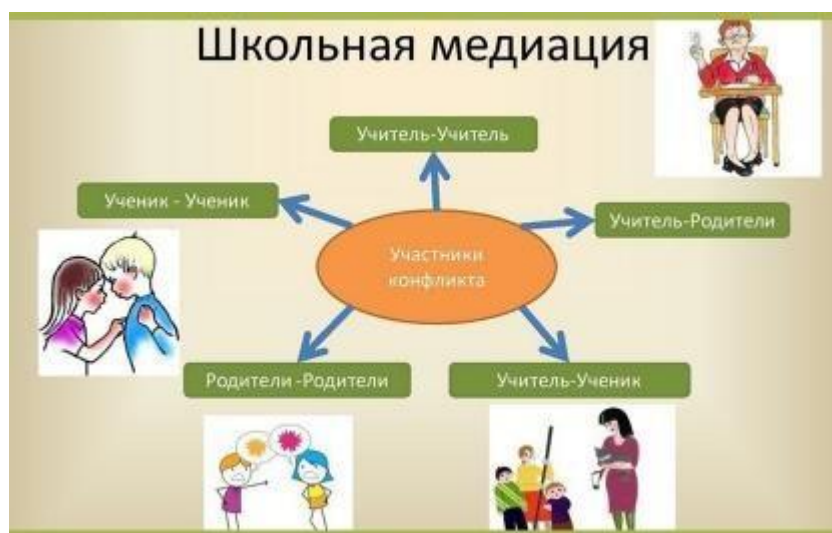 Школьная медиация
Учитель-Учитель
Ученик - Ученик
Учитель-Родители
Участники
конфликта
Родители -Родители
Учитель-Ученик